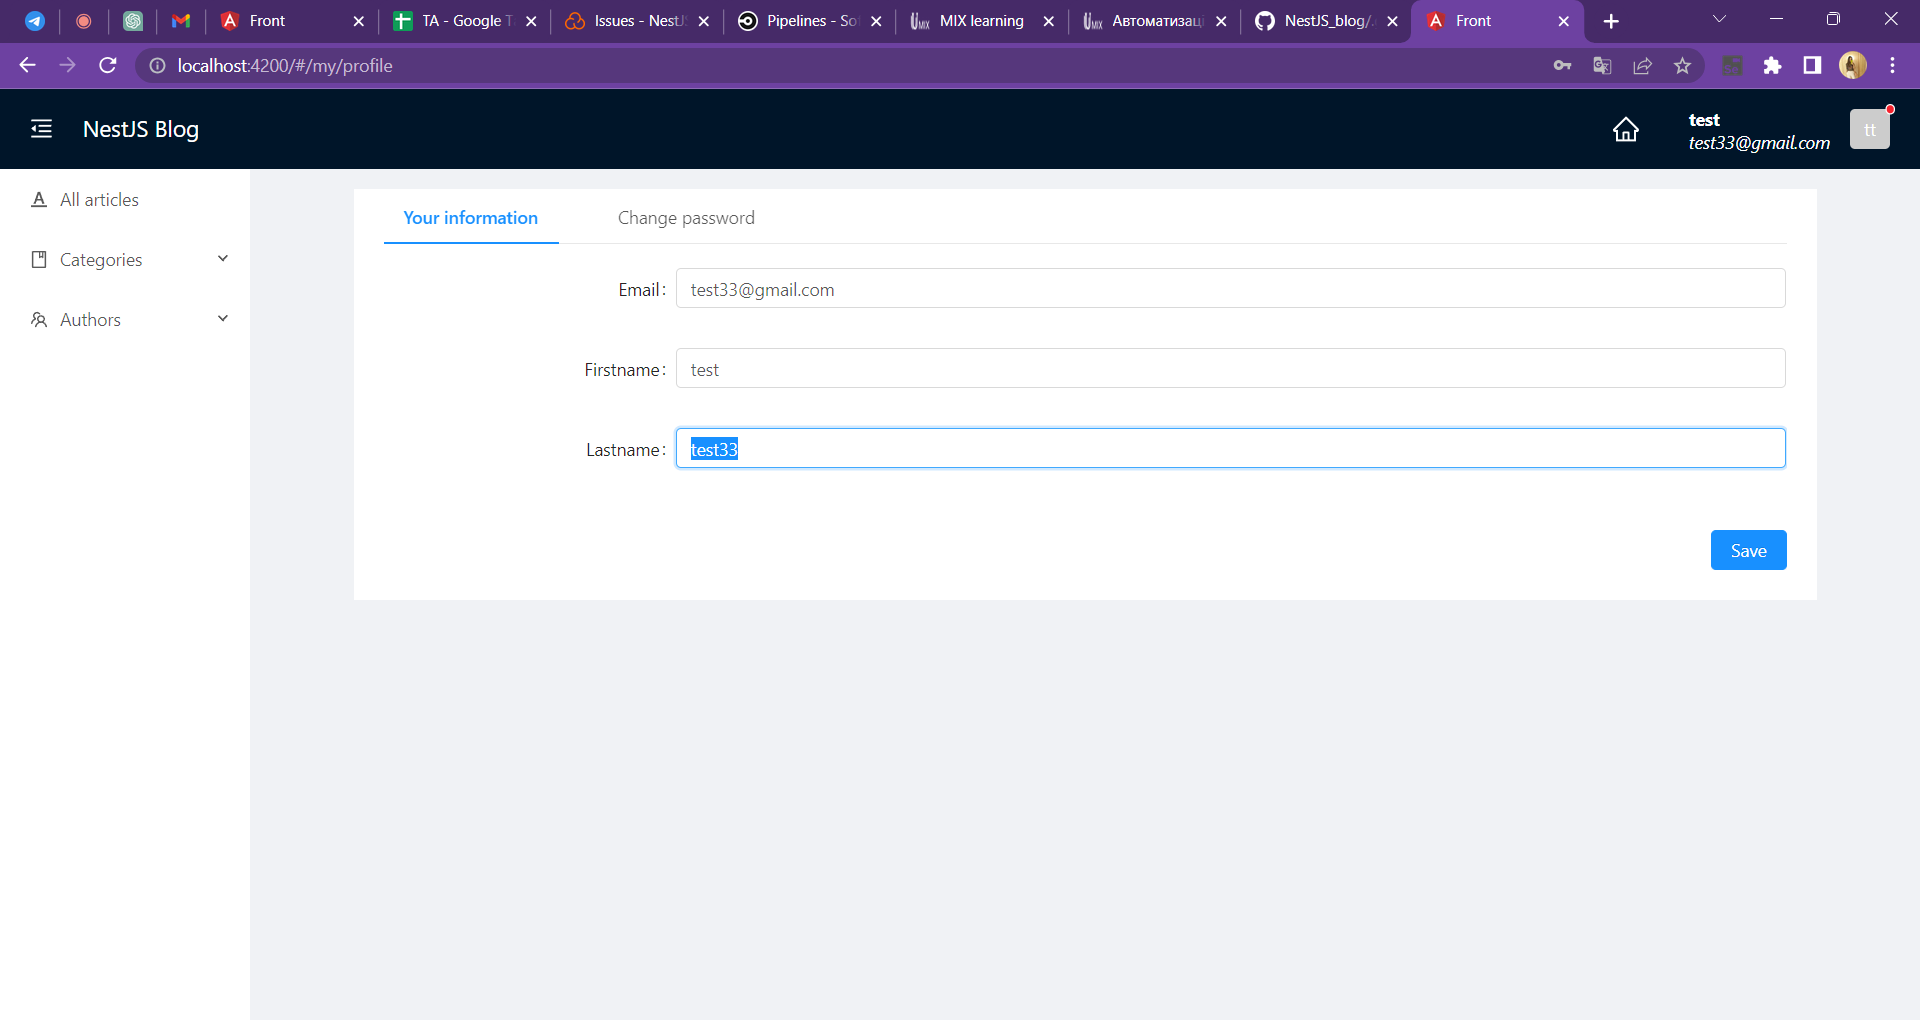 Front
TA - Google T
Issues - NestJ
Pipelines - So
MIX learning
Автоматизаці
NestJS_blog/.
Front
localhost:4200/#/my/profile
NestJS Blog
test
test33@gmail.com
tt
All articles
Categories
Authors
Your information
Change password
Email:
test33@gmail.com
Firstname:
test
Lastname:
test33
Save